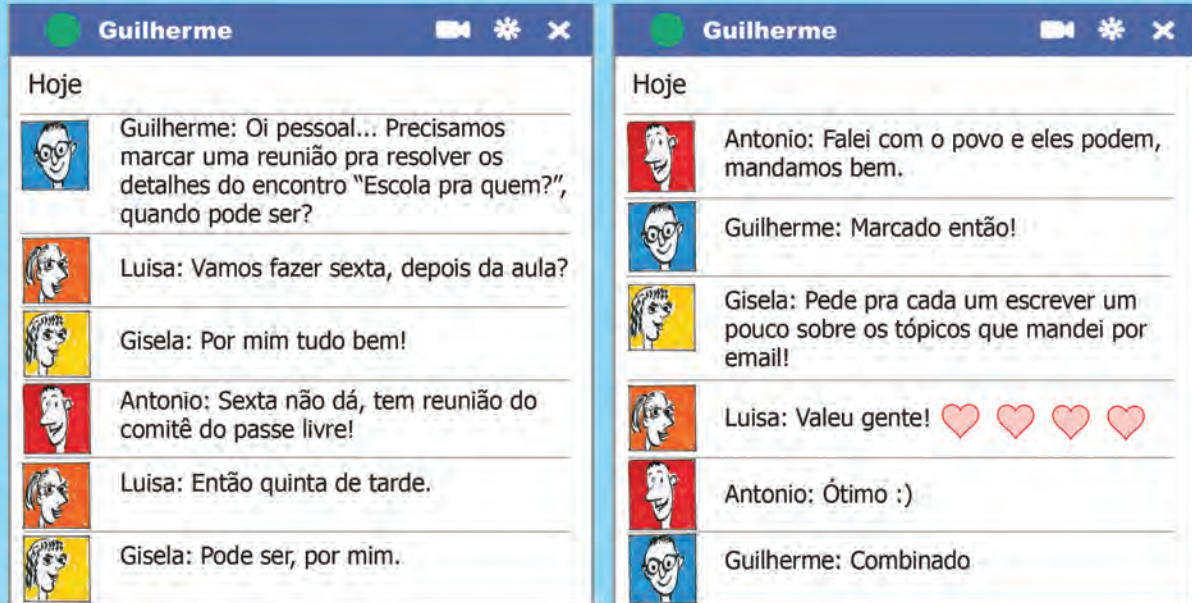 Guilherme
Hoje
Guilherme: Oi pessoal... Precisamos
marcar uma reunião pra resolver os
detalhes do encontro “Escola pra quem?”,
quando pode ser?
Luisa: Vamos fazer sexta, depois da aula?
Gisela: Por mim tudo bem!
Antonio: Sexta não dá, tem reunião do
comitê do passe livre!
Luisa: Então quinta de tarde.
Gisela: Pode ser, por mim.
Guilherme
Hoje
Antonio: Falei com o povo e eles podem,
mandamos bem.
Guilherme: Marcado então!
Gisela: Pede pra cada um escrever um
pouco sobre os tópicos que mandei por
email!
Luisa: Valeu gente!
Antonio: Ótimo :)
Guilherme: Combinado